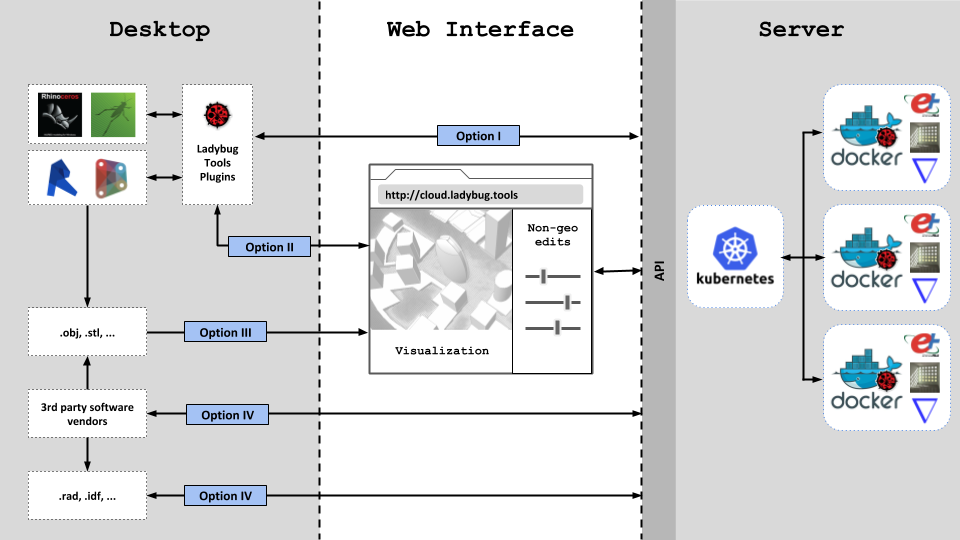 Desktop
Web Interface
Server
Rhinoceros
Ladybug
Tools
Plugins
Option I
http://cloud.ladybug.tools
Non-geo
edits
Option II
Visualization
API
kubernetes
docker
docker
docker
.obj, .stl, ...
Option III
3rd party software
vendors
Option IV
.rad, .idf, ...
Option IV